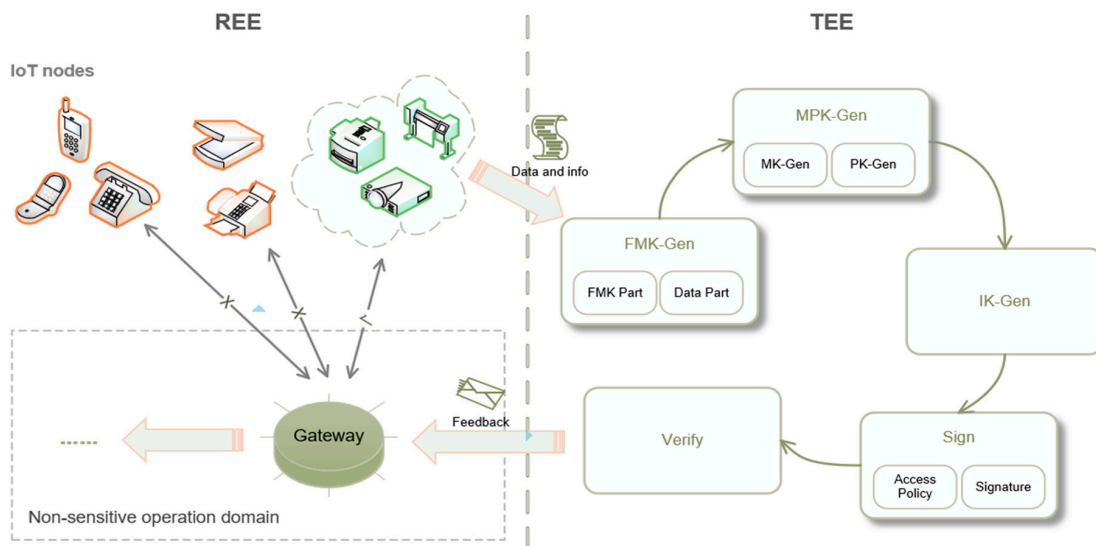 REE
TEE
IoT nodes
Data and info
MPK-Gen
MK-Gen
PK-Gen
FMK-Gen
FMK Part
Data Part
IK-Gen
X
X
Feedback
Gateway
Verify
Sign
Access
Policy
Signature
Non-sensitive operation domain